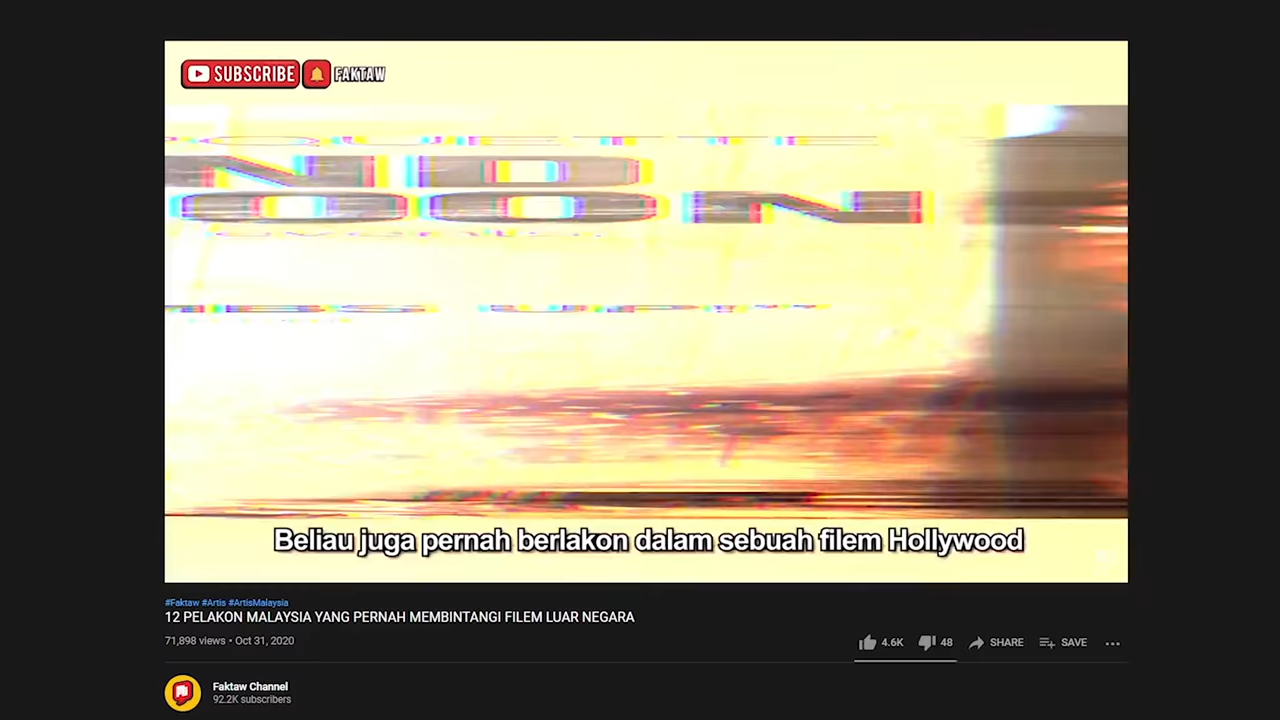 SUBSCRIBE FAKTAW
Beliau juga pernah berlakon dalam sebuah filem Hollywood
#Faktaw #Artis #ArtisMalaysia
12 PELAKON MALAYSIA YANG PERNAH MEMBINTANGI FILEM LUAR NEGARA
71,898 views • Oct 31, 2020
4.6K 48 SHARE SAVE
Faktaw Channel
92.2K subscribers